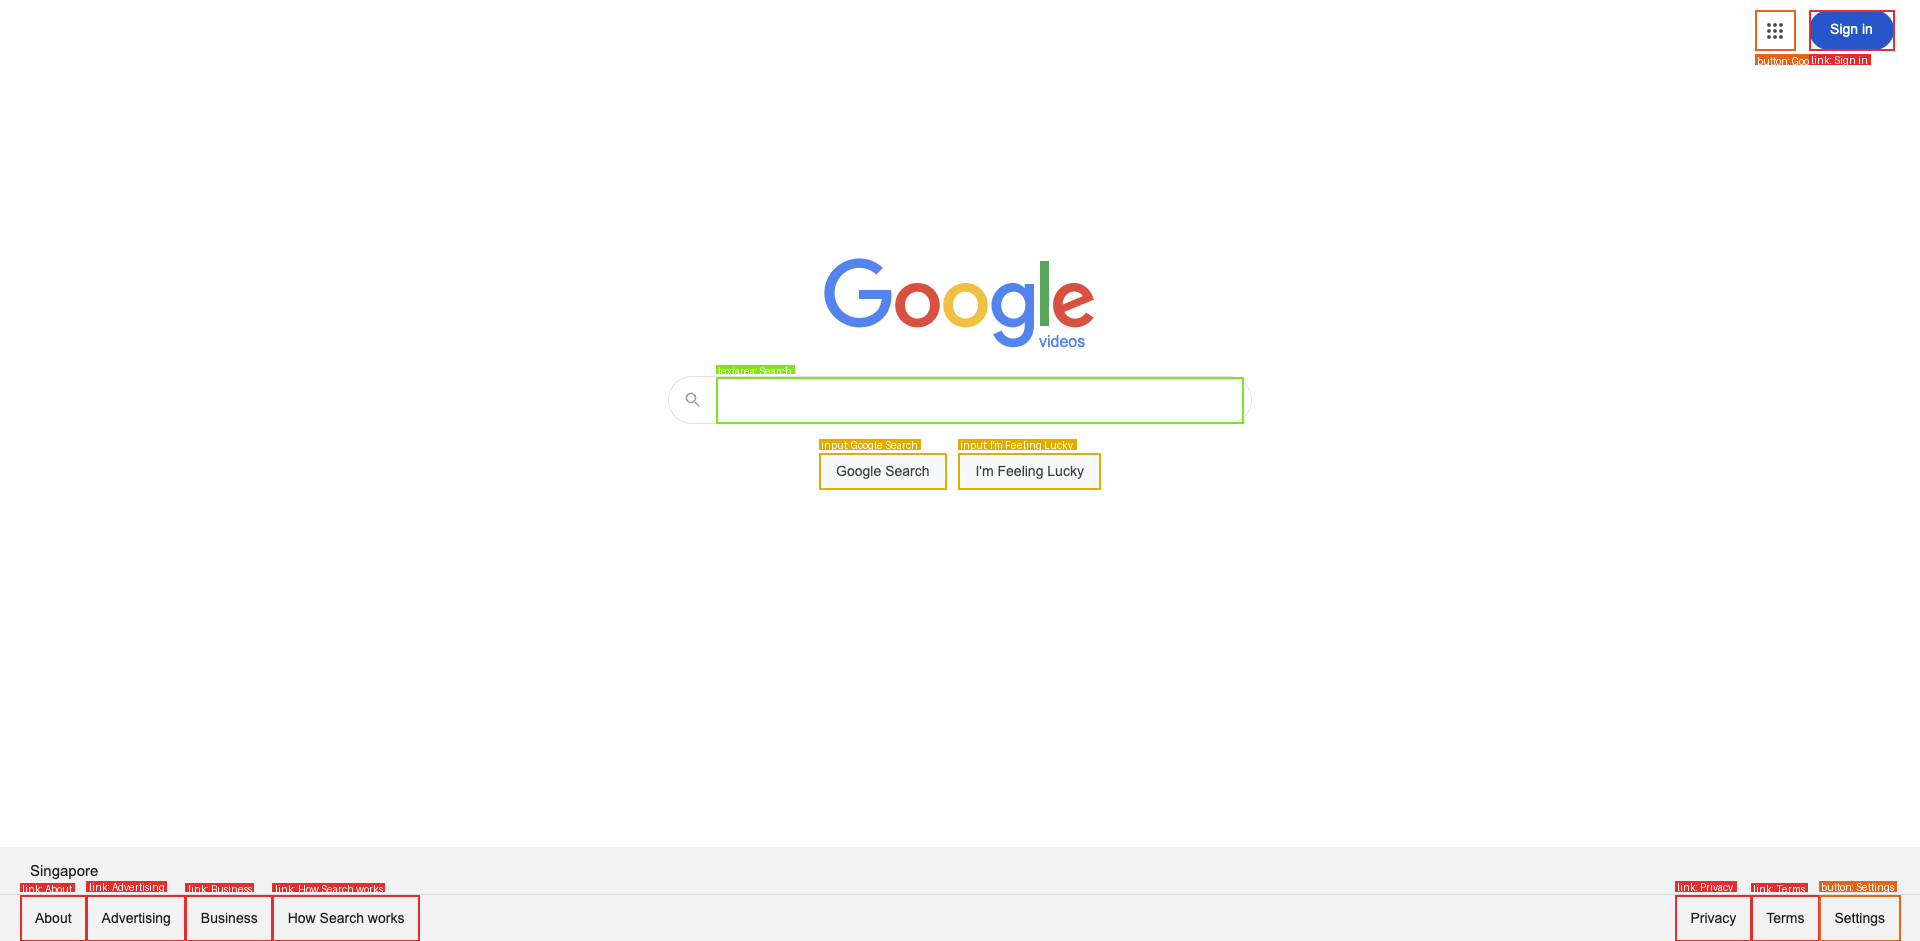 Sign in
button: Goo
link: Sign in
Google
videos
textarea: Search
input: Google Search
input: I'm Feeling Lucky
Google Search
I'm Feeling Lucky
Singapore
link: About
link: Advertising
link: Business
link: How Search works
link: Privacy
link: Terms
button: Settings
About
Advertising
Business
How Search works
Privacy
Terms
Settings